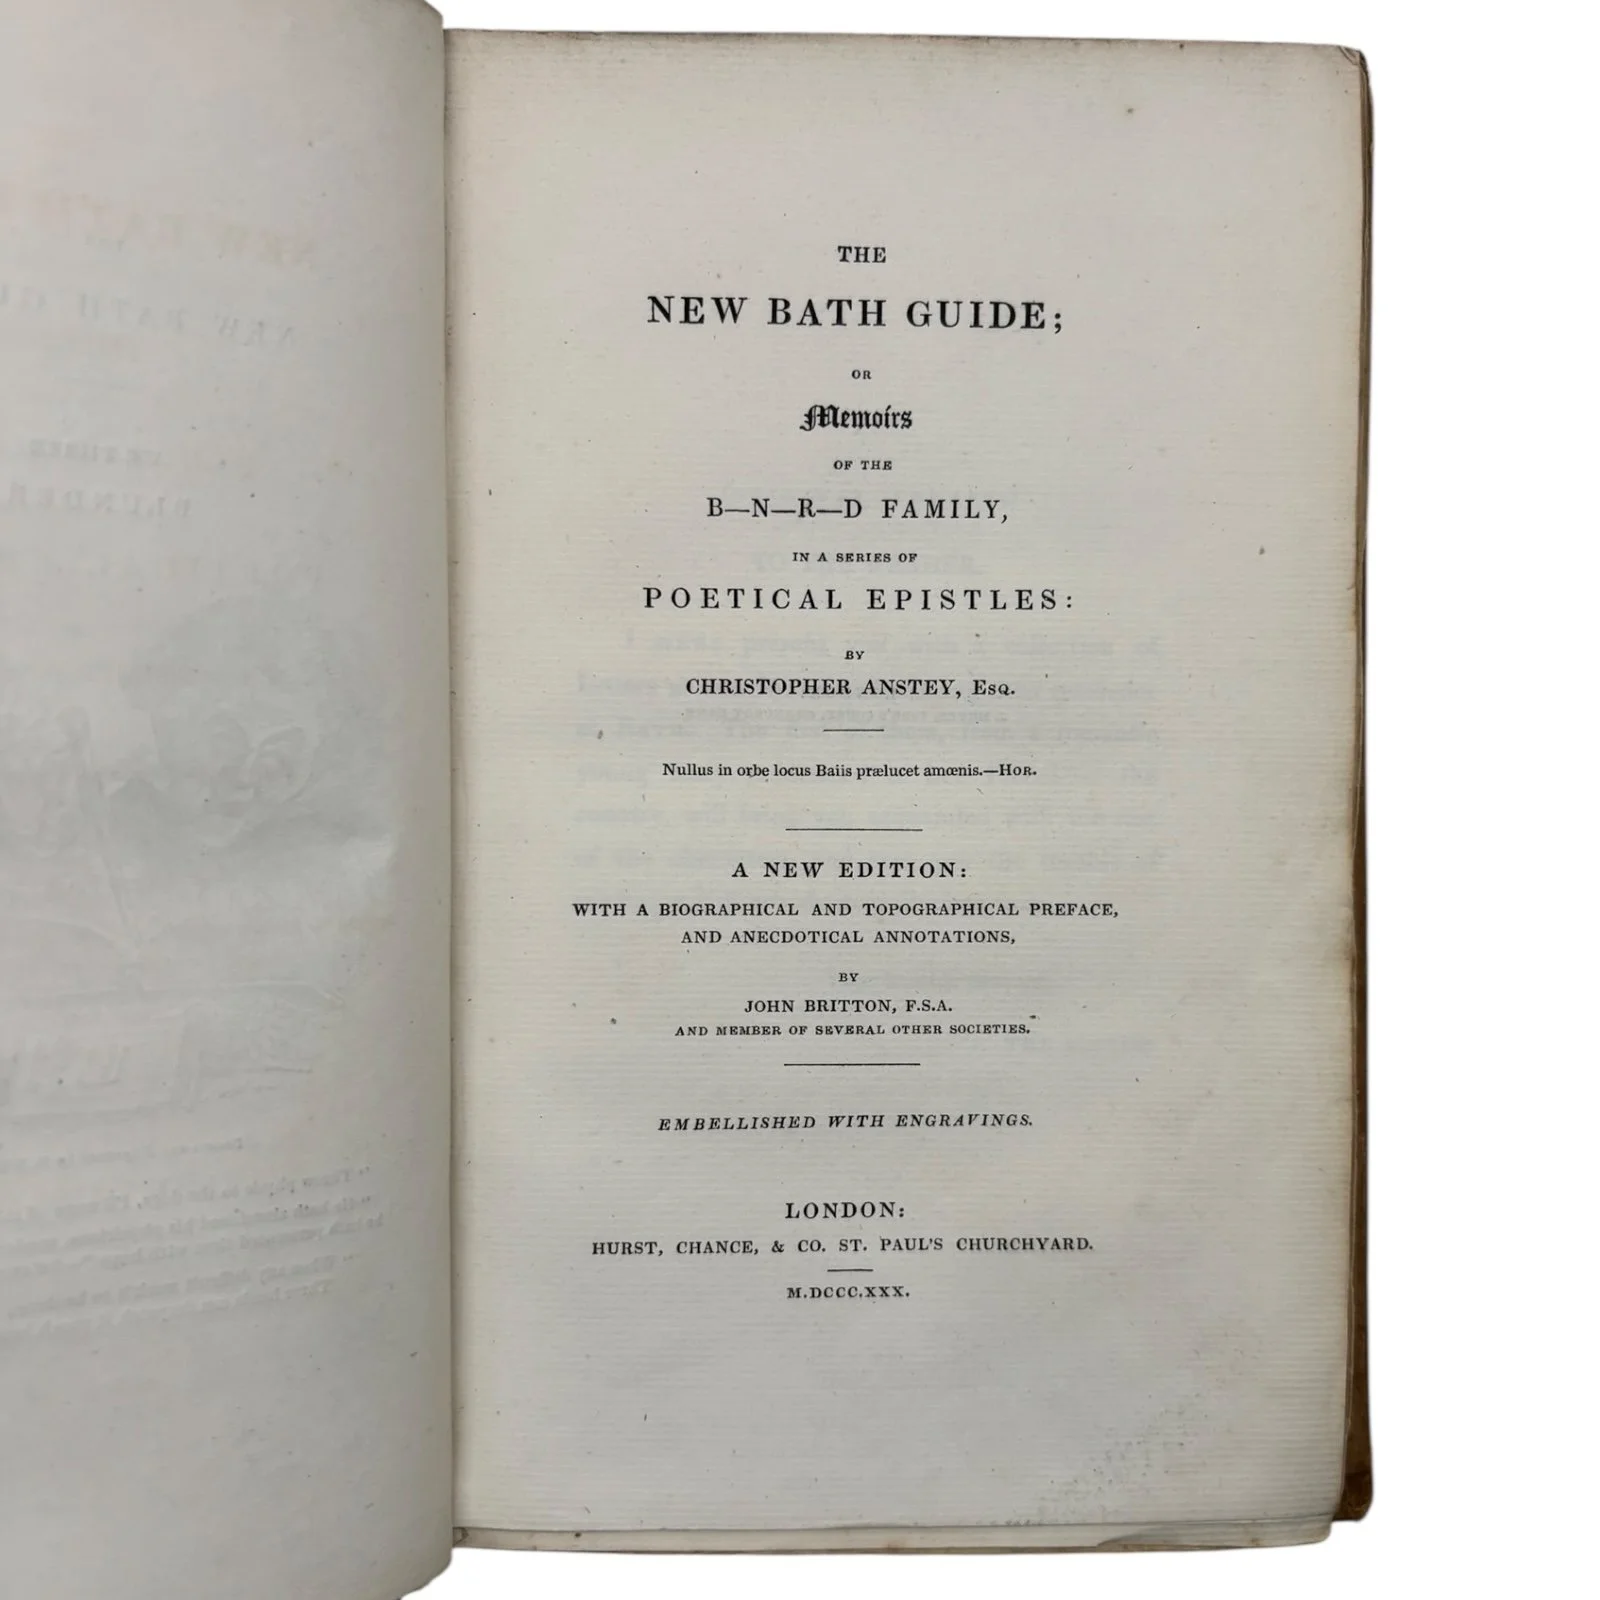 THE
NEW BATH GUIDE;
OR
Memoirs
OF THE
B—N—R—D FAMILY,
IN A SERIES OF
POETICAL EPISTLES:
BY
CHRISTOPHER ANSTEY, Esq.
Nullus in orbe locus Baiis prælucet amœnis.—Hor.
A NEW EDITION:
WITH A BIOGRAPHICAL AND TOPOGRAPHICAL PREFACE,
AND ANECDOTICAL ANNOTATIONS,
BY
JOHN BRITTON, F.S.A.
AND MEMBER OF SEVERAL OTHER SOCIETIES.
EMBELLISHED WITH ENGRAVINGS.
LONDON:
HURST, CHANCE, & CO. ST. PAUL'S CHURCHYARD.
M.DCCC.XXX.